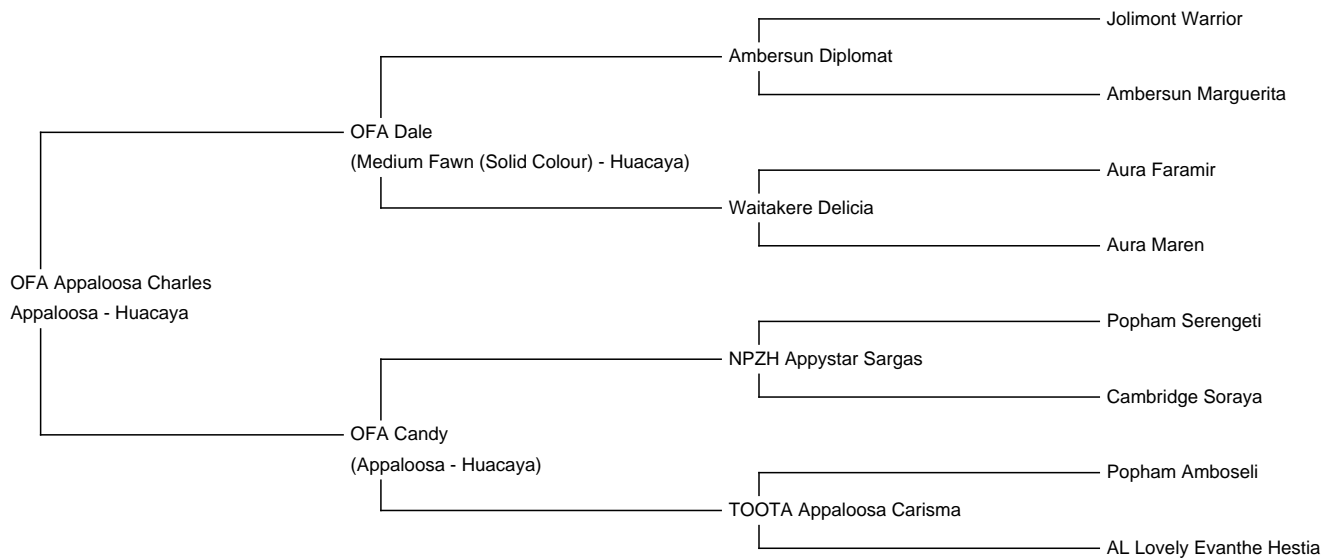 Jolimont Warrior
Ambersun Diplomat
Ambersun Marguerita
OFA Dale
(Medium Fawn (Solid Colour) - Huacaya)
Aura Faramir
Waitakere Delicia
Aura Maren
OFA Appaloosa Charles
Appaloosa - Huacaya
Popham Serengeti
NPZH Appystar Sargas
Cambridge Soraya
OFA Candy
(Appaloosa - Huacaya)
Popham Amboseli
TOOTA Appaloosa Carisma
AL Lovely Evanthe Hestia